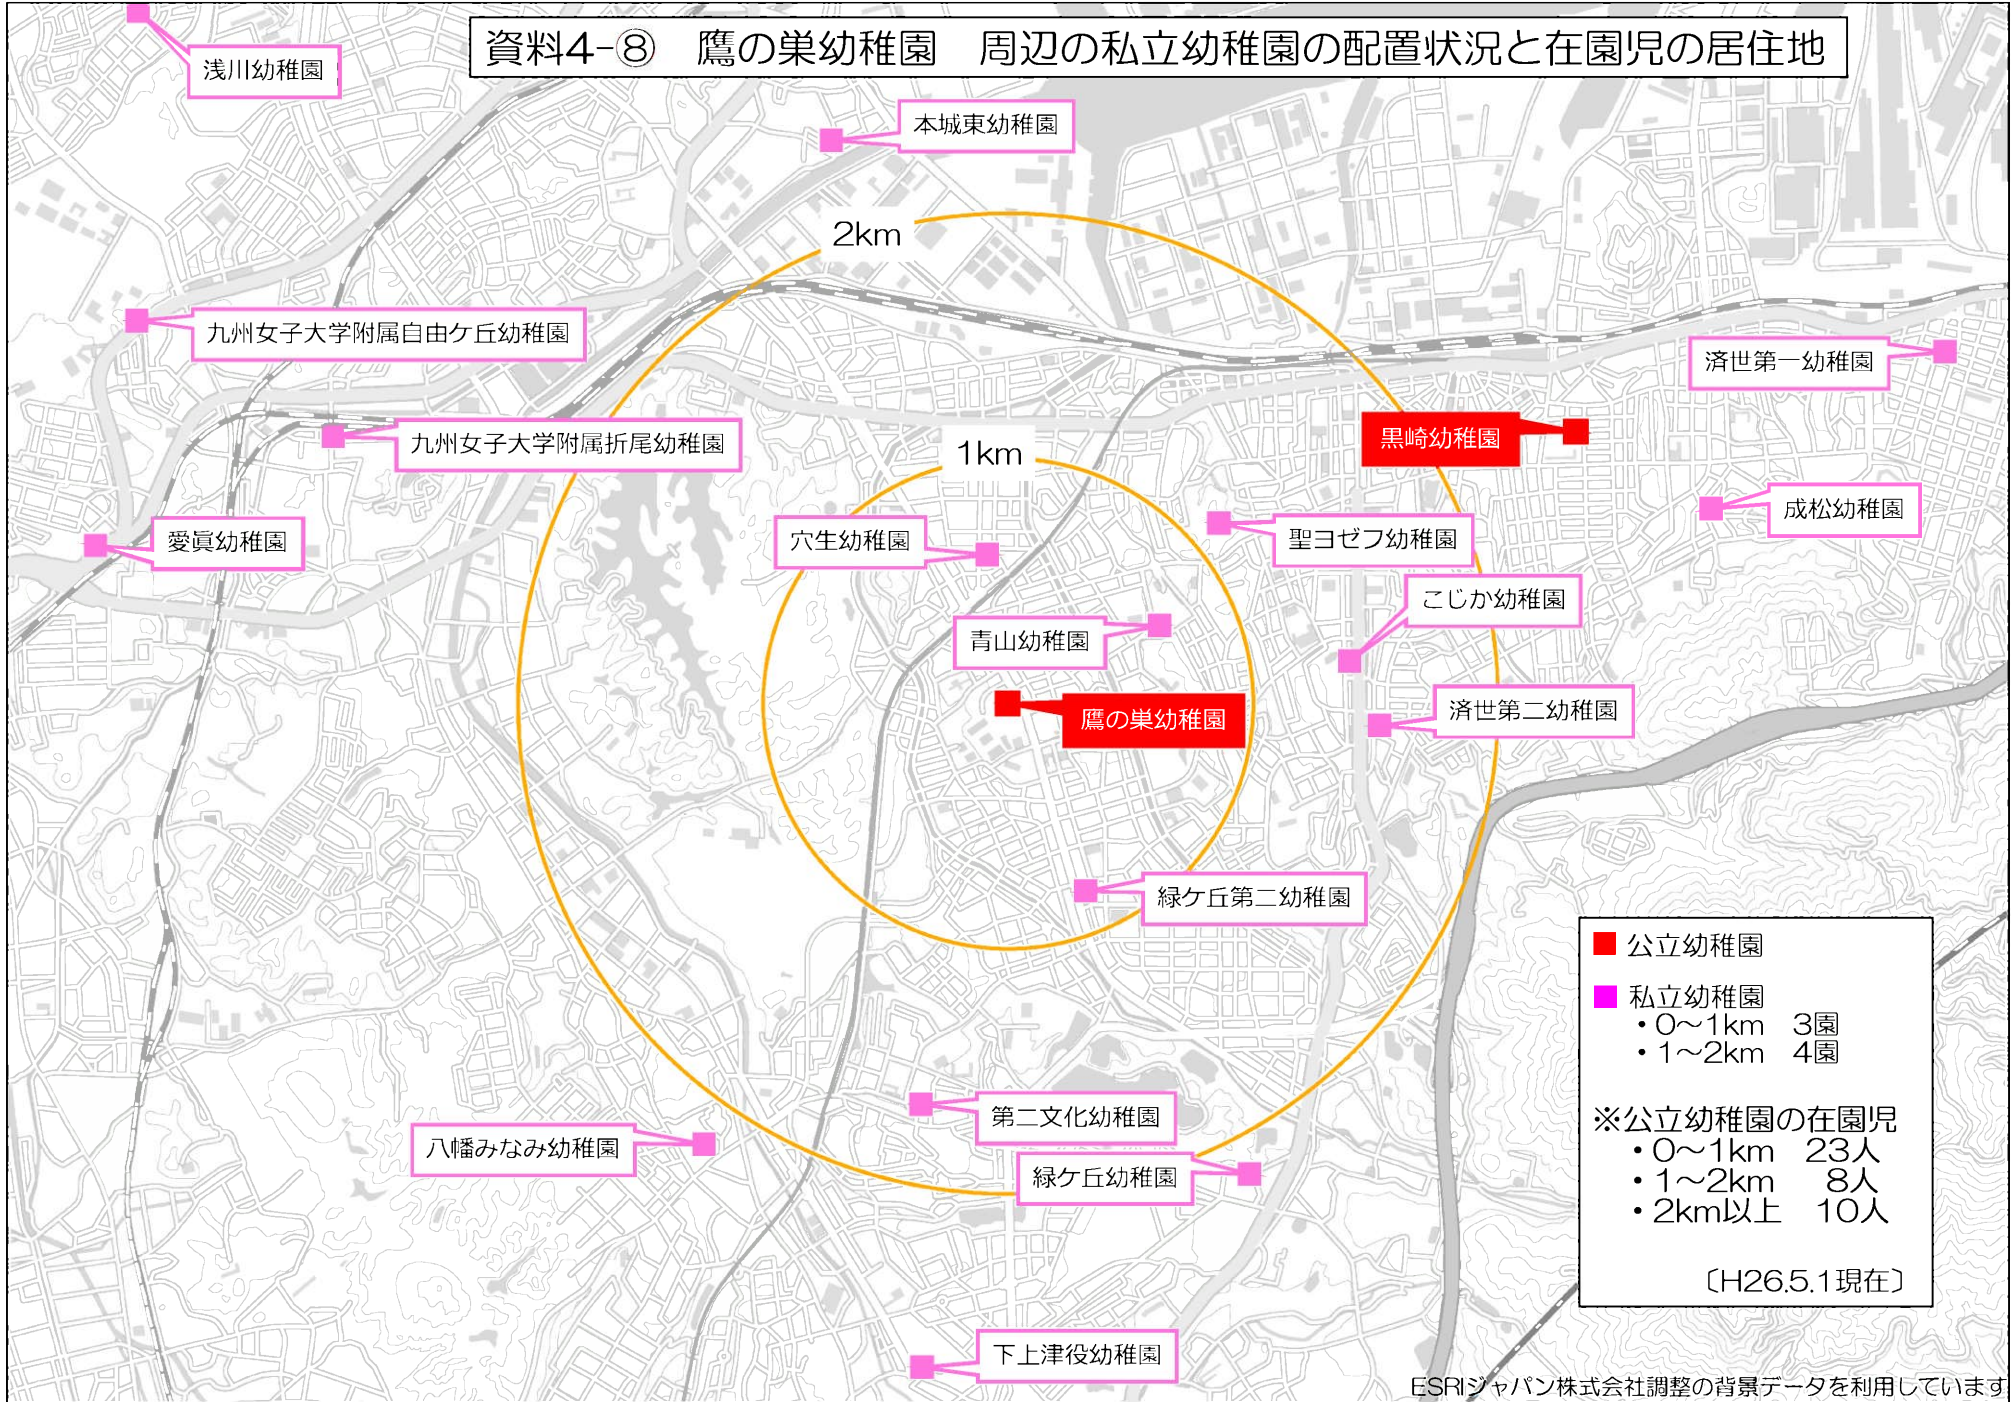 資料4-⑧　鷹の巣幼稚園　周辺の私立幼稚園の配置状況と在園児の居住地
浅川幼稚園
本城東幼稚園
2km
九州女子大学附属自由ケ丘幼稚園
済世第一幼稚園
黒崎幼稚園
九州女子大学附属折尾幼稚園
1km
成松幼稚園
愛眞幼稚園
穴生幼稚園
聖ヨゼフ幼稚園
こじか幼稚園
青山幼稚園
鷹の巣幼稚園
済世第二幼稚園
緑ケ丘第二幼稚園
第二文化幼稚園
八幡みなみ幼稚園
緑ケ丘幼稚園
下上津役幼稚園
公立幼稚園
私立幼稚園
・0～1km　3園
・1～2km　4園
※公立幼稚園の在園児
・0～1km　23人
・1～2km　8人
・2km以上　10人
〔H26.5.1現在〕
ESRIジャパン株式会社調整の背景データを利用しています